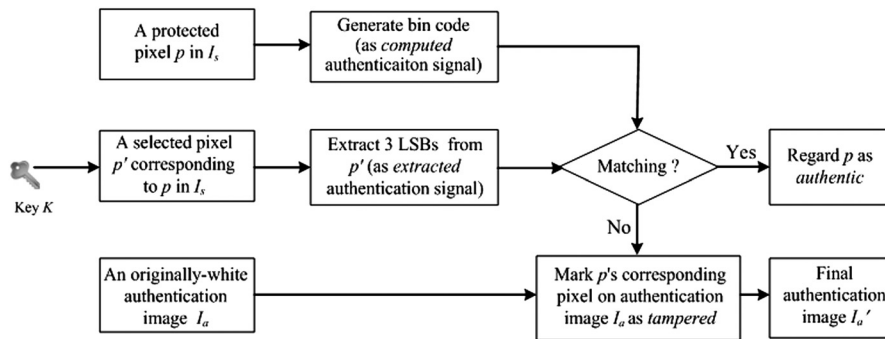 A protected
pixel p in Is
Generate bin code
(as computed
authenticaiton signal)
Key K
A selected pixel
p' corresponding
to p in Is
Extract 3 LSBs from
p' (as extracted
authentication signal)
Matching ?
Yes
Regard p as
authentic
No
An originally-white
authentication
image Ia
Mark p's corresponding
pixel on authentication
image Ia as tampered
Final
authentication
image Ia'